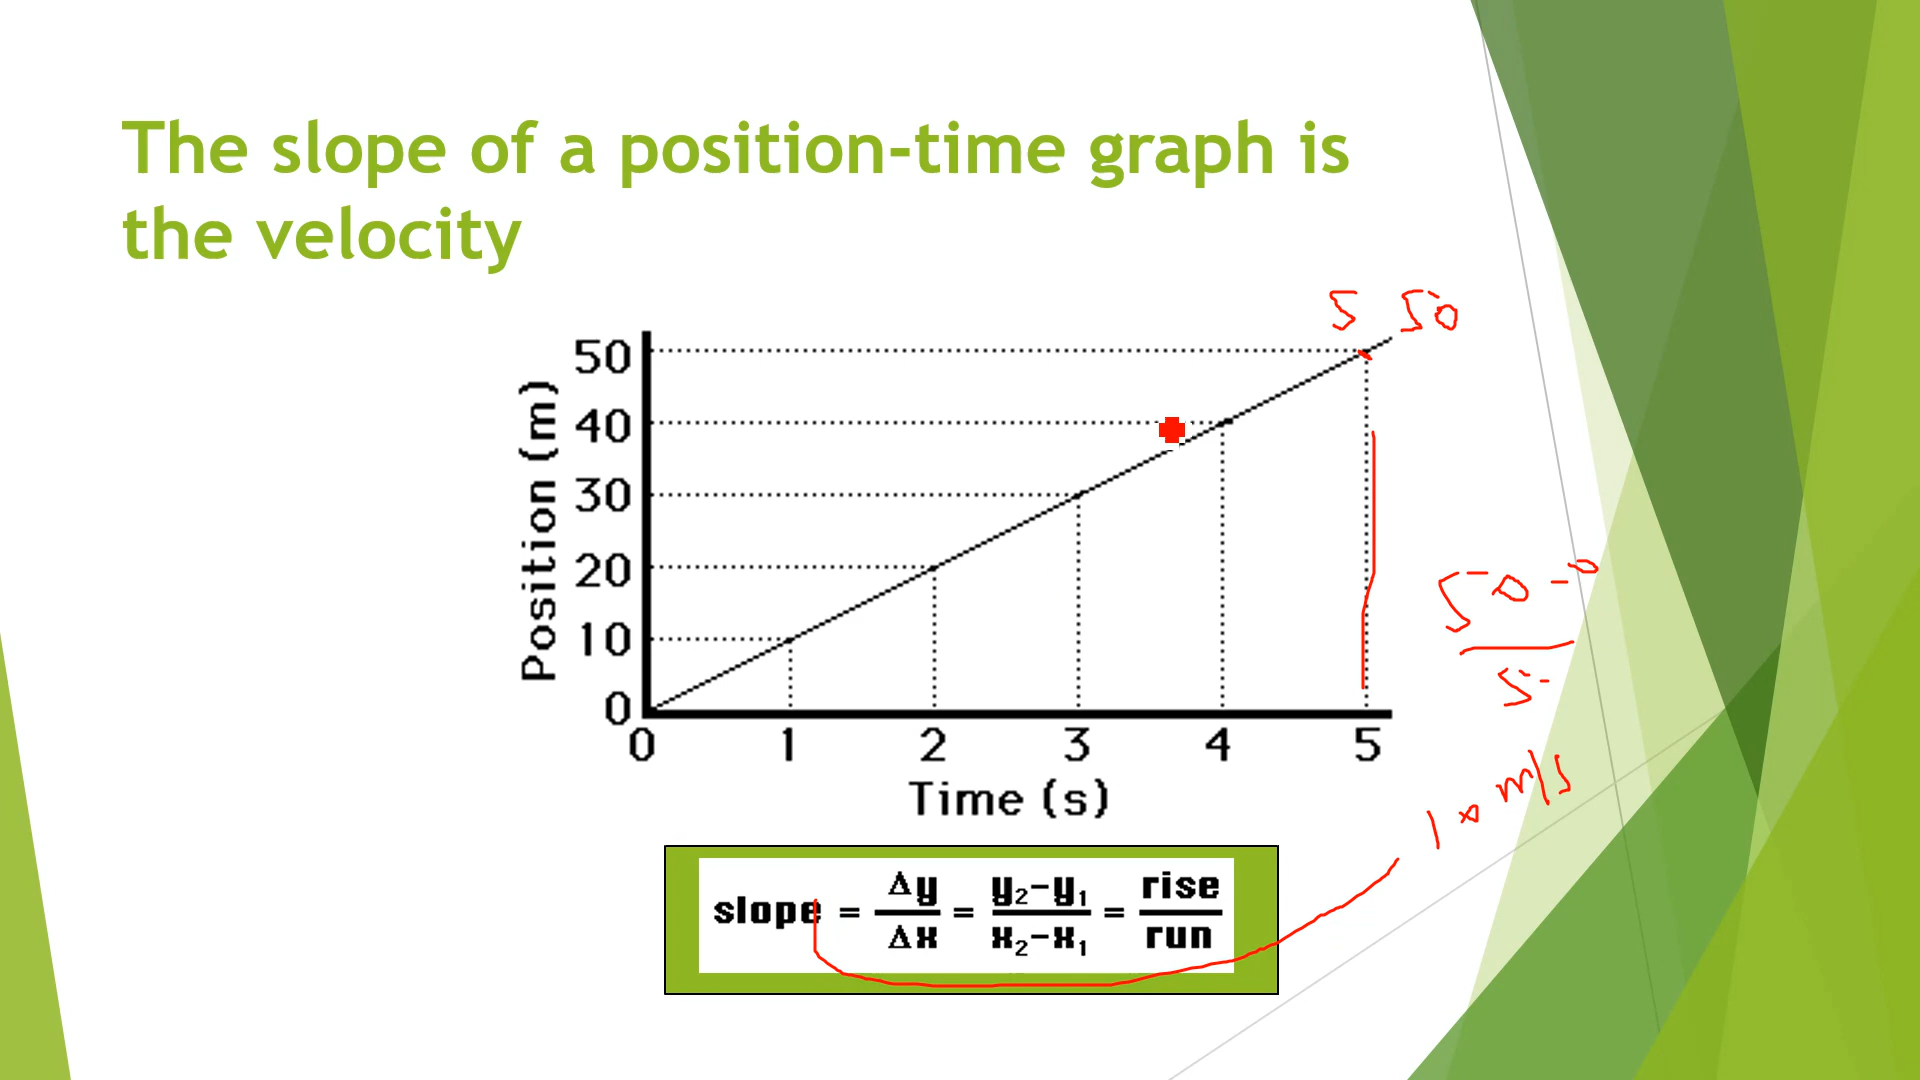 The slope of a position-time graph is
the velocity
5 50
Position (m)
50
40
30
20
10
0
0 1 2 3 4 5
Time (s)
50 - 0
5 -
10 m/s
slope = Δy/Δx = y₂-y₁/x₂-x₁ = rise/run